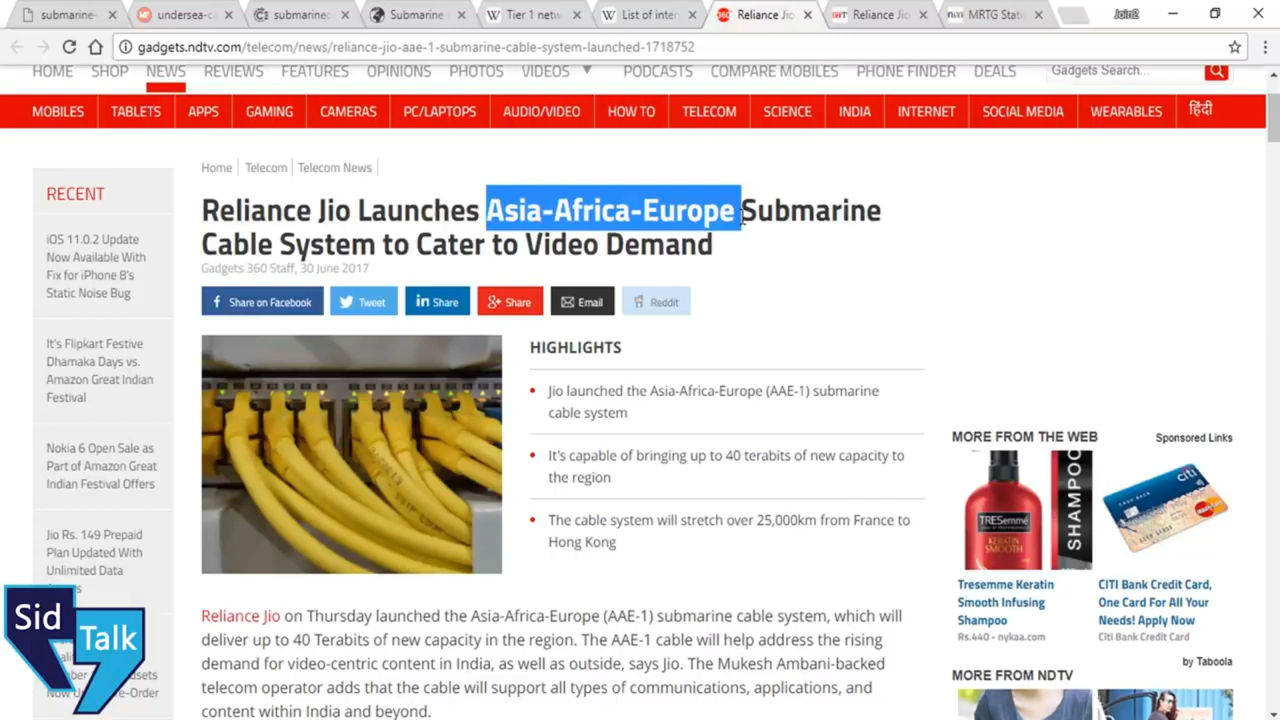 submarine-
undersea-c
submarine
Submarine
Tier 1 netw
List of inter
Reliance Jio
Reliance Jio
MRTG Stat
Join2
gadgets.ndtv.com/telecom/news/reliance-jio-aae-1-submarine-cable-system-launched-1718752
HOME SHOP NEWS REVIEWS FEATURES OPINIONS PHOTOS VIDEOS PODCASTS COMPARE MOBILES PHONE FINDER DEALS Gadgets Search...
MOBILES TABLETS APPS GAMING CAMERAS PC/LAPTOPS AUDIO/VIDEO HOW TO TELECOM SCIENCE INDIA INTERNET SOCIAL MEDIA WEARABLES हिंदी
Home Telecom Telecom News
RECENT
iOS 11.0.2 Update
Now Available With
Fix for iPhone 8's
Static Noise Bug
It's Flipkart Festive
Dhamaka Days vs.
Amazon Great Indian
Festival
Nokia 6 Open Sale as
Part of Amazon Great
Indian Festival Offers
Jio Rs. 149 Prepaid
Plan Updated With
Unlimited Data
Sid
Talk
Reliance Jio Launches Asia-Africa-Europe Submarine
Cable System to Cater to Video Demand
Gadgets 360 Staff, 30 June 2017
Share on Facebook Tweet Share Share Email Reddit
HIGHLIGHTS
Jio launched the Asia-Africa-Europe (AAE-1) submarine
cable system
It's capable of bringing up to 40 terabits of new capacity to
the region
The cable system will stretch over 25,000km from France to
Hong Kong
Reliance Jio on Thursday launched the Asia-Africa-Europe (AAE-1) submarine cable system, which will
deliver up to 40 Terabits of new capacity in the region. The AAE-1 cable will help address the rising
demand for video-centric content in India, as well as outside, says Jio. The Mukesh Ambani-backed
telecom operator adds that the cable will support all types of communications, applications, and
content within India and beyond.
MORE FROM THE WEB Sponsored Links
TRESemmé
KERATIN
SMOOTH
SHAMPOO
citi
Tresemme Keratin
Smooth Infusing
Shampoo
Rs.440 - nykaa.com
CITI Bank Credit Card,
One Card For All Your
Needs! Apply Now
Citi Bank Credit Card
by Taboola
MORE FROM NDTV